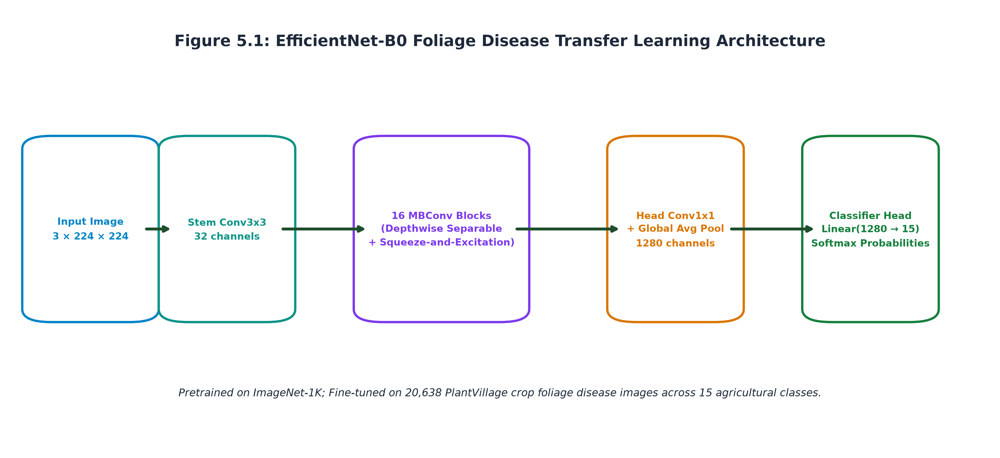 Figure 5.1: EfficientNet-B0 Foliage Disease Transfer Learning Architecture
Input Image
3 × 224 × 224
Stem Conv3x3
32 channels
16 MBConv Blocks
(Depthwise Separable
+ Squeeze-and-Excitation)
Head Conv1x1
+ Global Avg Pool
1280 channels
Classifier Head
Linear(1280 → 15)
Softmax Probabilities
Pretrained on ImageNet-1K; Fine-tuned on 20,638 PlantVillage crop foliage disease images across 15 agricultural classes.